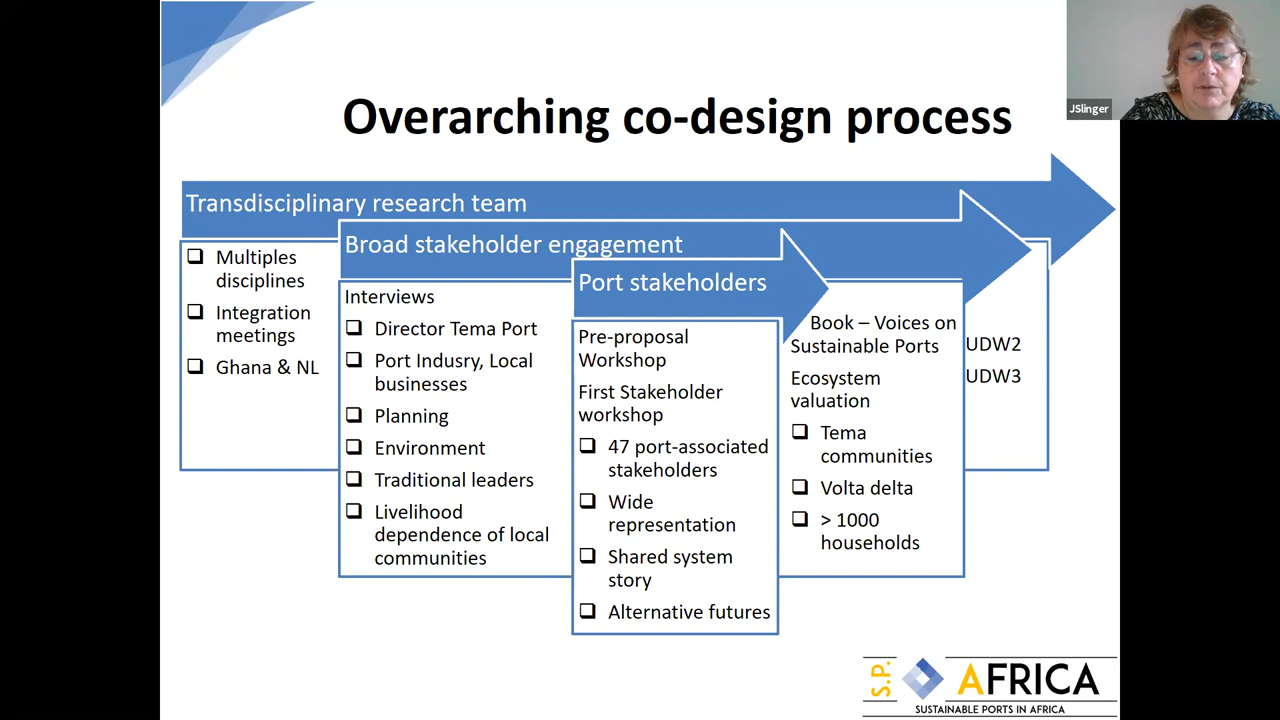 JSlinger
Overarching co-design process
Transdisciplinary research team
❑ Multiples
disciplines
❑ Integration
meetings
❑ Ghana & NL
Broad stakeholder engagement
Interviews
❑ Director Tema Port
❑ Port Indusry, Local
businesses
❑ Planning
❑ Environment
❑ Traditional leaders
❑ Livelihood
dependence of local
communities
Port stakeholders
Pre-proposal
Workshop
First Stakeholder
workshop
❑ 47 port-associated
stakeholders
❑ Wide
representation
❑ Shared system
story
❑ Alternative futures
Book – Voices on
Sustainable Ports
Ecosystem
valuation
❑ Tema
communities
❑ Volta delta
❑ > 1000
households
UDW2
UDW3
S.P.
AFRICA
SUSTAINABLE PORTS IN AFRICA